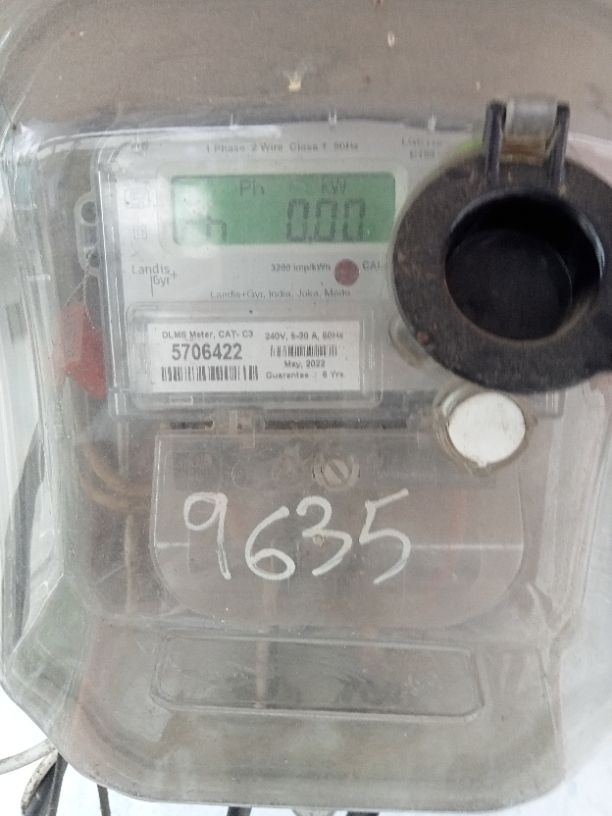 1 Phase 2 Wire Class 1 50Hz
Ph kW
0.00
Landis
Gyr+
3200 imp/kWh CAL
Landis+Gyr, India, Joka, Made
DLMS Meter, CAT- C3 240V, 5-30 A, 50Hz
5706422
May, 2022
Guarantee : 5 Yrs.
9635